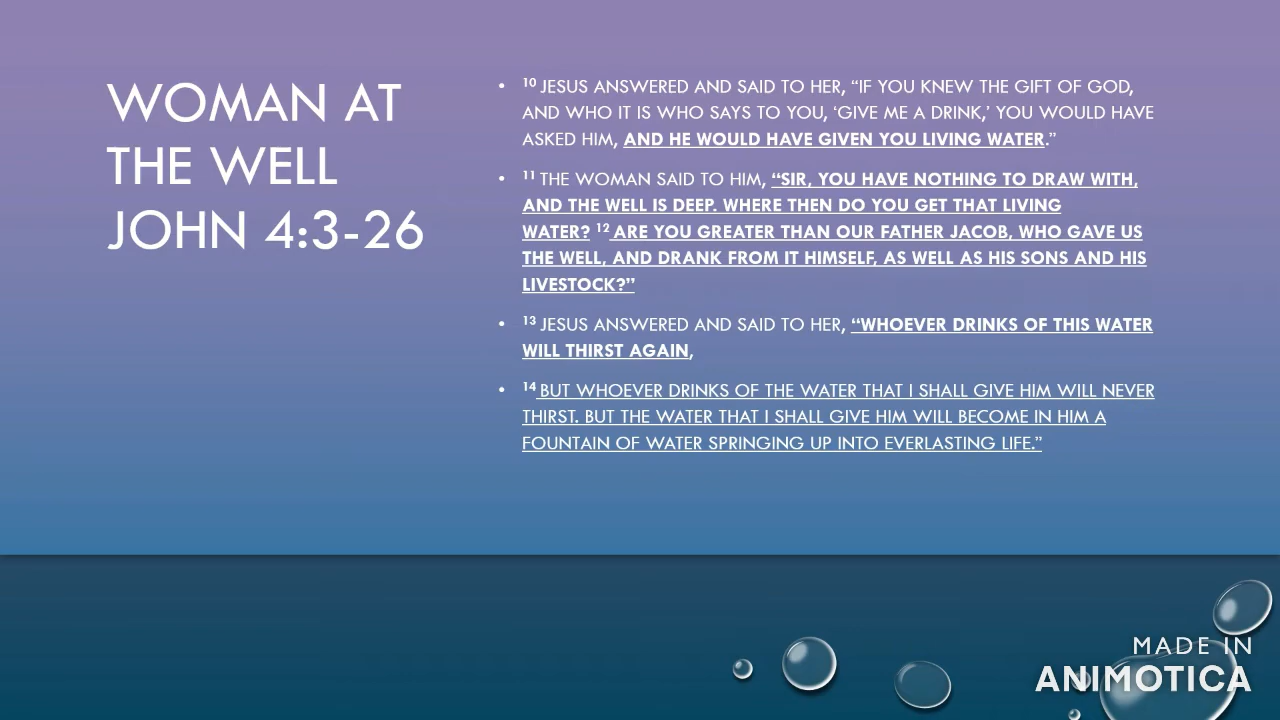 WOMAN AT
THE WELL
JOHN 4:3-26
• 10 JESUS ANSWERED AND SAID TO HER, “IF YOU KNEW THE GIFT OF GOD,
AND WHO IT IS WHO SAYS TO YOU, ‘GIVE ME A DRINK,’ YOU WOULD HAVE
ASKED HIM, AND HE WOULD HAVE GIVEN YOU LIVING WATER.”
• 11 THE WOMAN SAID TO HIM, “SIR, YOU HAVE NOTHING TO DRAW WITH,
AND THE WELL IS DEEP. WHERE THEN DO YOU GET THAT LIVING
WATER? 12 ARE YOU GREATER THAN OUR FATHER JACOB, WHO GAVE US
THE WELL, AND DRANK FROM IT HIMSELF, AS WELL AS HIS SONS AND HIS
LIVESTOCK?”
• 13 JESUS ANSWERED AND SAID TO HER, “WHOEVER DRINKS OF THIS WATER
WILL THIRST AGAIN,
• 14 BUT WHOEVER DRINKS OF THE WATER THAT I SHALL GIVE HIM WILL NEVER
THIRST. BUT THE WATER THAT I SHALL GIVE HIM WILL BECOME IN HIM A
FOUNTAIN OF WATER SPRINGING UP INTO EVERLASTING LIFE.”
MADE IN
ANIMOTICA